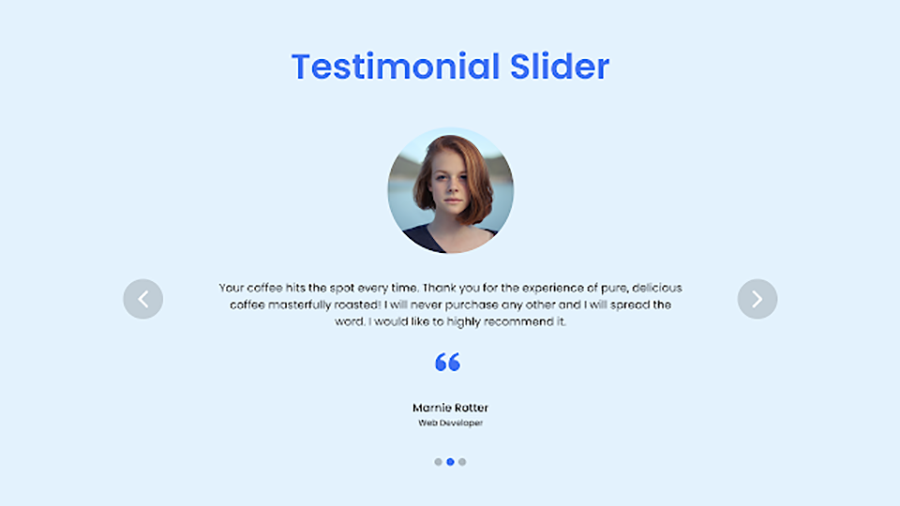 Testimonial Slider
Your coffee hits the spot every time. Thank you for the experience of pure, delicious
coffee masterfully roasted! I will never purchase any other and I will spread the
word. I would like to highly recommend it.
“
Marnie Rotter
Web Developer